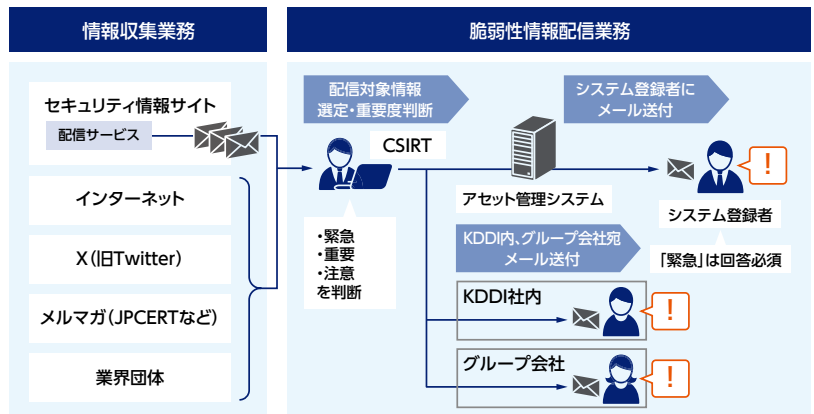 情報収集業務
セキュリティ情報サイト
配信サービス
インターネット
X（旧Twitter）
メルマガ（JPCERTなど）
業界団体
脆弱性情報配信業務
配信対象情報
選定・重要度判断
システム登録者に
メール送付
CSIRT
!
アセット管理システム
システム登録者
・緊急
・重要
・注意
を判断
KDDI内、グループ会社宛
メール送付
「緊急」は回答必須
KDDI社内
!
グループ会社
!